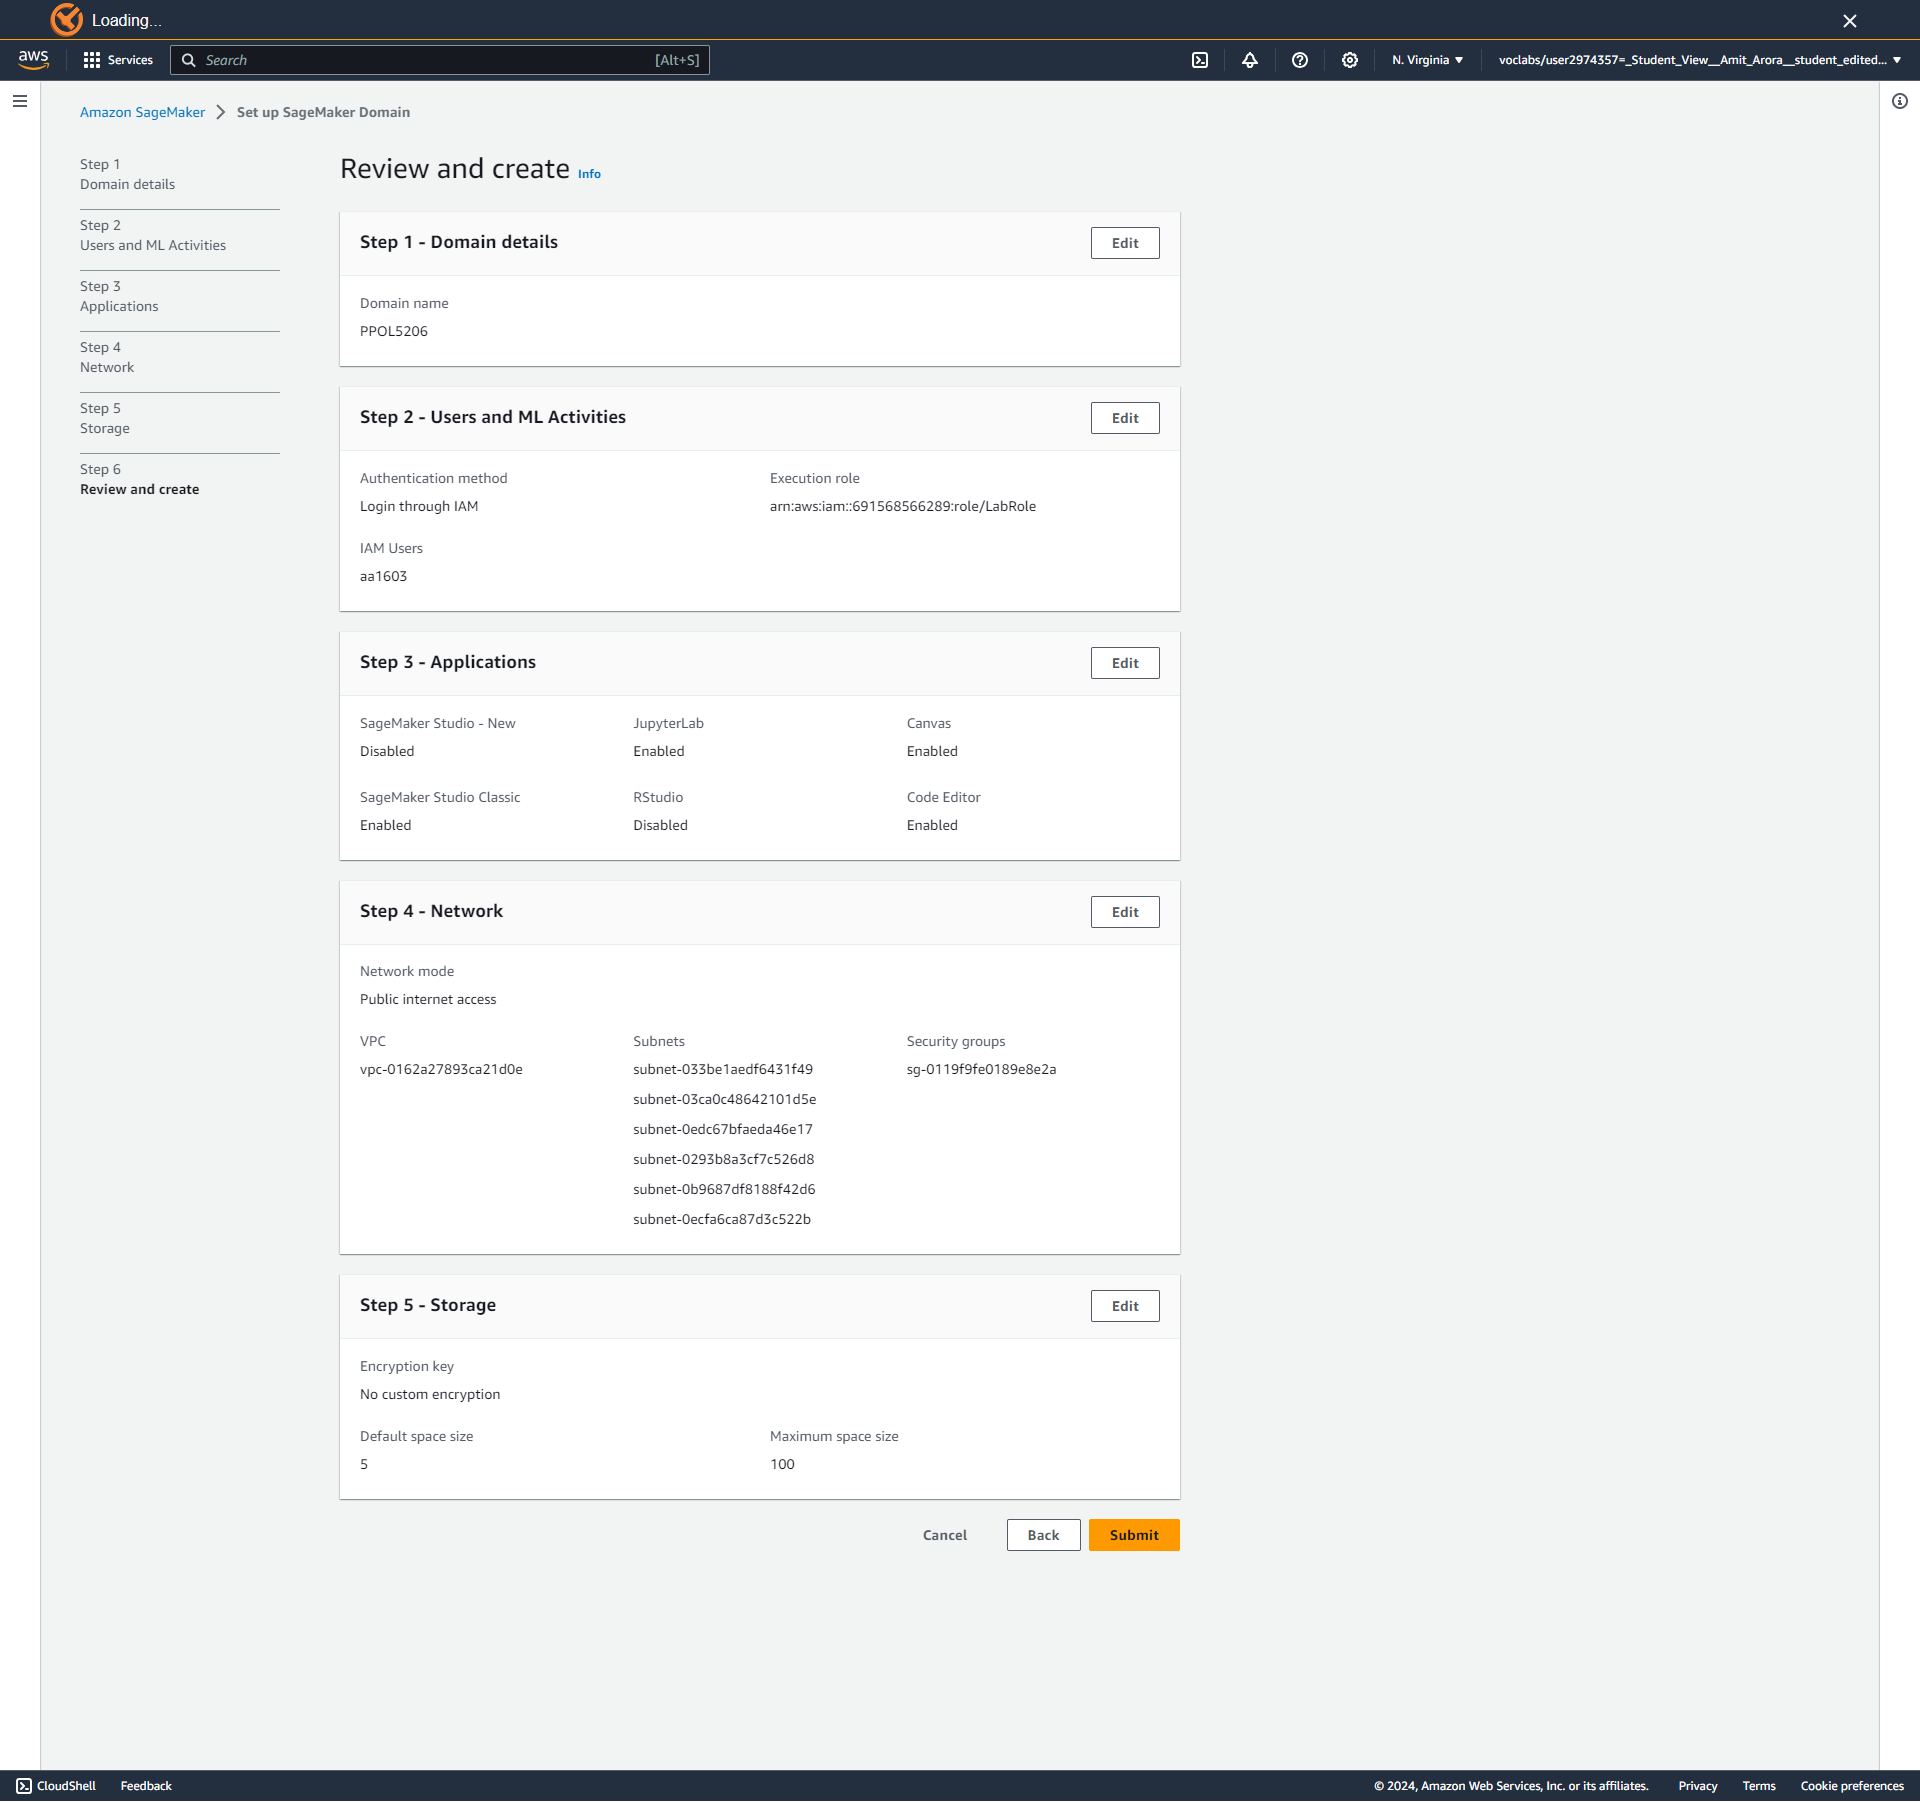 Loading...
aws
Services
Search [Alt+S]
N. Virginia
voclabs/user2974357=_Student_View__Amit_Arora__student_edited...
Amazon SageMaker
Set up SageMaker Domain
Step 1
Domain details
Step 2
Users and ML Activities
Step 3
Applications
Step 4
Network
Step 5
Storage
Step 6
Review and create
Review and create Info
Step 1 - Domain details
Edit
Domain name
PPOL5206
Step 2 - Users and ML Activities
Edit
Authentication method
Login through IAM
Execution role
arn:aws:iam::691568566289:role/LabRole
IAM Users
aa1603
Step 3 - Applications
Edit
SageMaker Studio - New
Disabled
JupyterLab
Enabled
Canvas
Enabled
SageMaker Studio Classic
Enabled
RStudio
Disabled
Code Editor
Enabled
Step 4 - Network
Edit
Network mode
Public internet access
VPC
vpc-0162a27893ca21d0e
Subnets
subnet-033be1aedf6431f49
subnet-03ca0c48642101d5e
subnet-0edc67bfaeda46e17
subnet-0293b8a3cf7c526d8
subnet-0b9687df8188f42d6
subnet-0ecfa6ca87d3c522b
Security groups
sg-0119f9fe0189e8e2a
Step 5 - Storage
Edit
Encryption key
No custom encryption
Default space size
5
Maximum space size
100
Cancel
Back
Submit
CloudShell
Feedback
© 2024, Amazon Web Services, Inc. or its affiliates.
Privacy
Terms
Cookie preferences